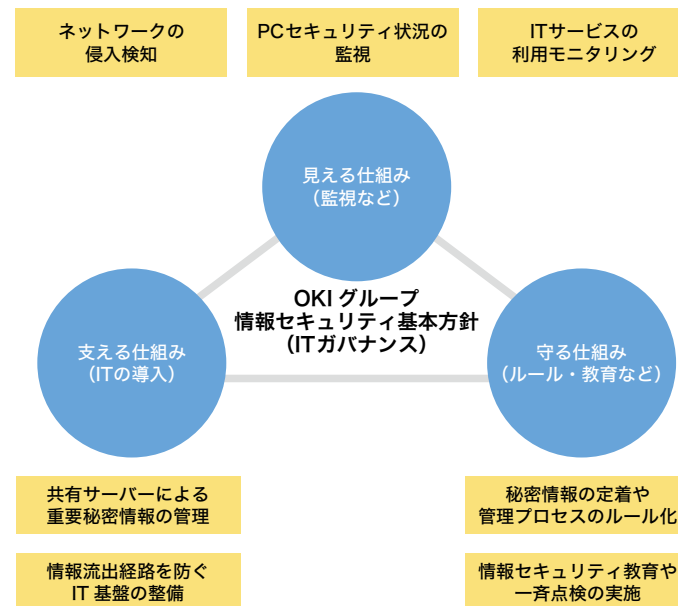 ネットワークの
侵入検知
PCセキュリティ状況の
監視
ITサービスの
利用モニタリング
見える仕組み
（監視など）
OKI グループ
情報セキュリティ基本方針
（ITガバナンス）
支える仕組み
（ITの導入）
守る仕組み
（ルール・教育など）
共有サーバーによる
重要秘密情報の管理
秘密情報の定着や
管理プロセスのルール化
情報流出経路を防ぐ
IT 基盤の整備
情報セキュリティ教育や
一斉点検の実施